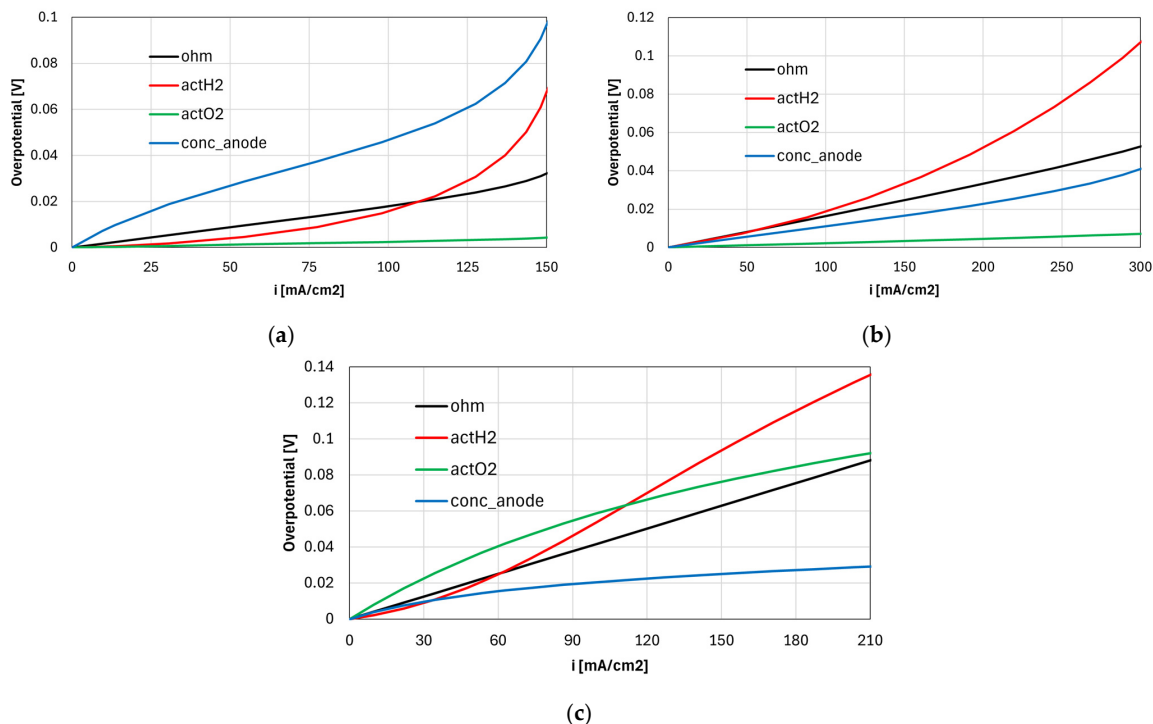 0.1
0.08
0.06
0.04
0.02
0
Overpotential [V]
ohm
actH2
actO2
conc_anode
0 25 50 75 100 125 150
i [mA/cm2]
(a)
0.12
0.1
0.08
0.06
0.04
0.02
0
Overpotential [V]
ohm
actH2
actO2
conc_anode
0 50 100 150 200 250 300
i [mA/cm2]
(b)
0.14
0.12
0.1
0.08
0.06
0.04
0.02
0
Overpotential [V]
ohm
actH2
actO2
conc_anode
0 30 60 90 120 150 180 210
i [mA/cm2]
(c)